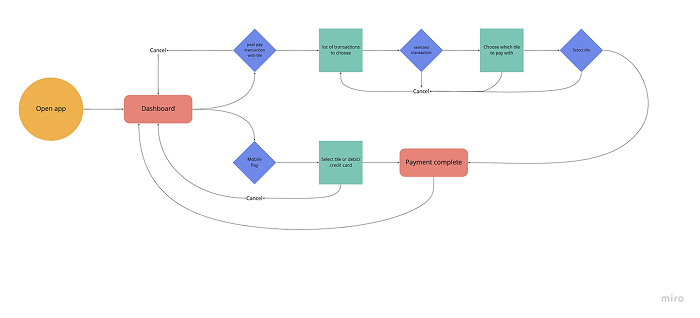 Cancel
post pay
transaction
with tile
list of transactions
to choose
selected
transaction
Choose which tile
to pay with
Select tile
Cancel
Open app
Dashboard
Mobile
Pay
Select tile or debit/
credit card
Payment complete
Cancel
miro